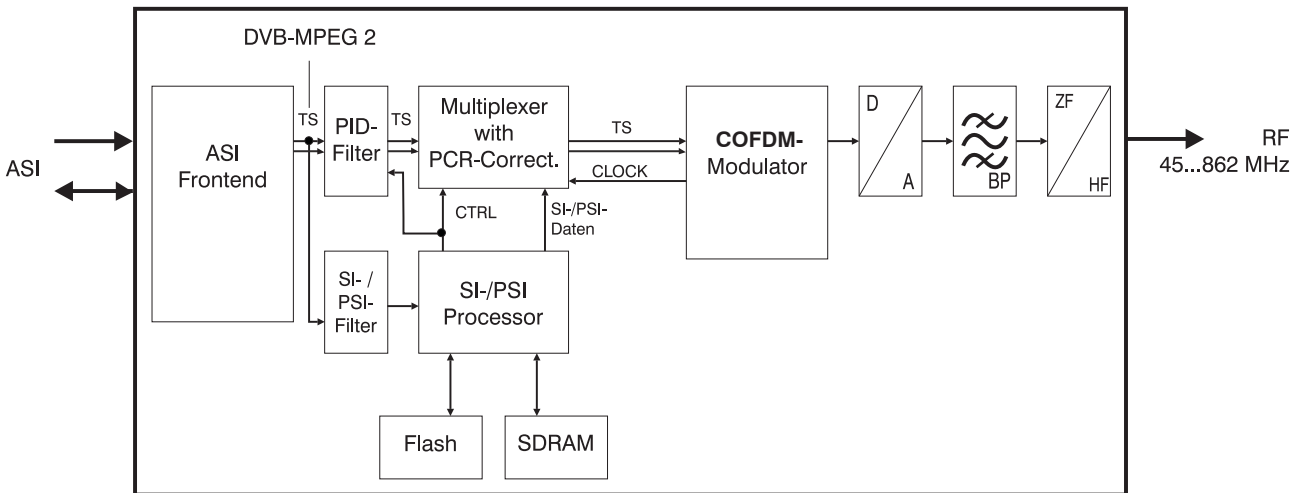 DVB-MPEG 2
ASI
ASI
Frontend
TS
PID-
Filter
TS
Multiplexer
with
PCR-Correct.
TS
CLOCK
COFDM-
Modulator
D
A
BP
ZF
HF
RF
45...862 MHz
CTRL
SI-/PSI-
Daten
SI- /
PSI-
Filter
SI-/PSI
Processor
Flash
SDRAM